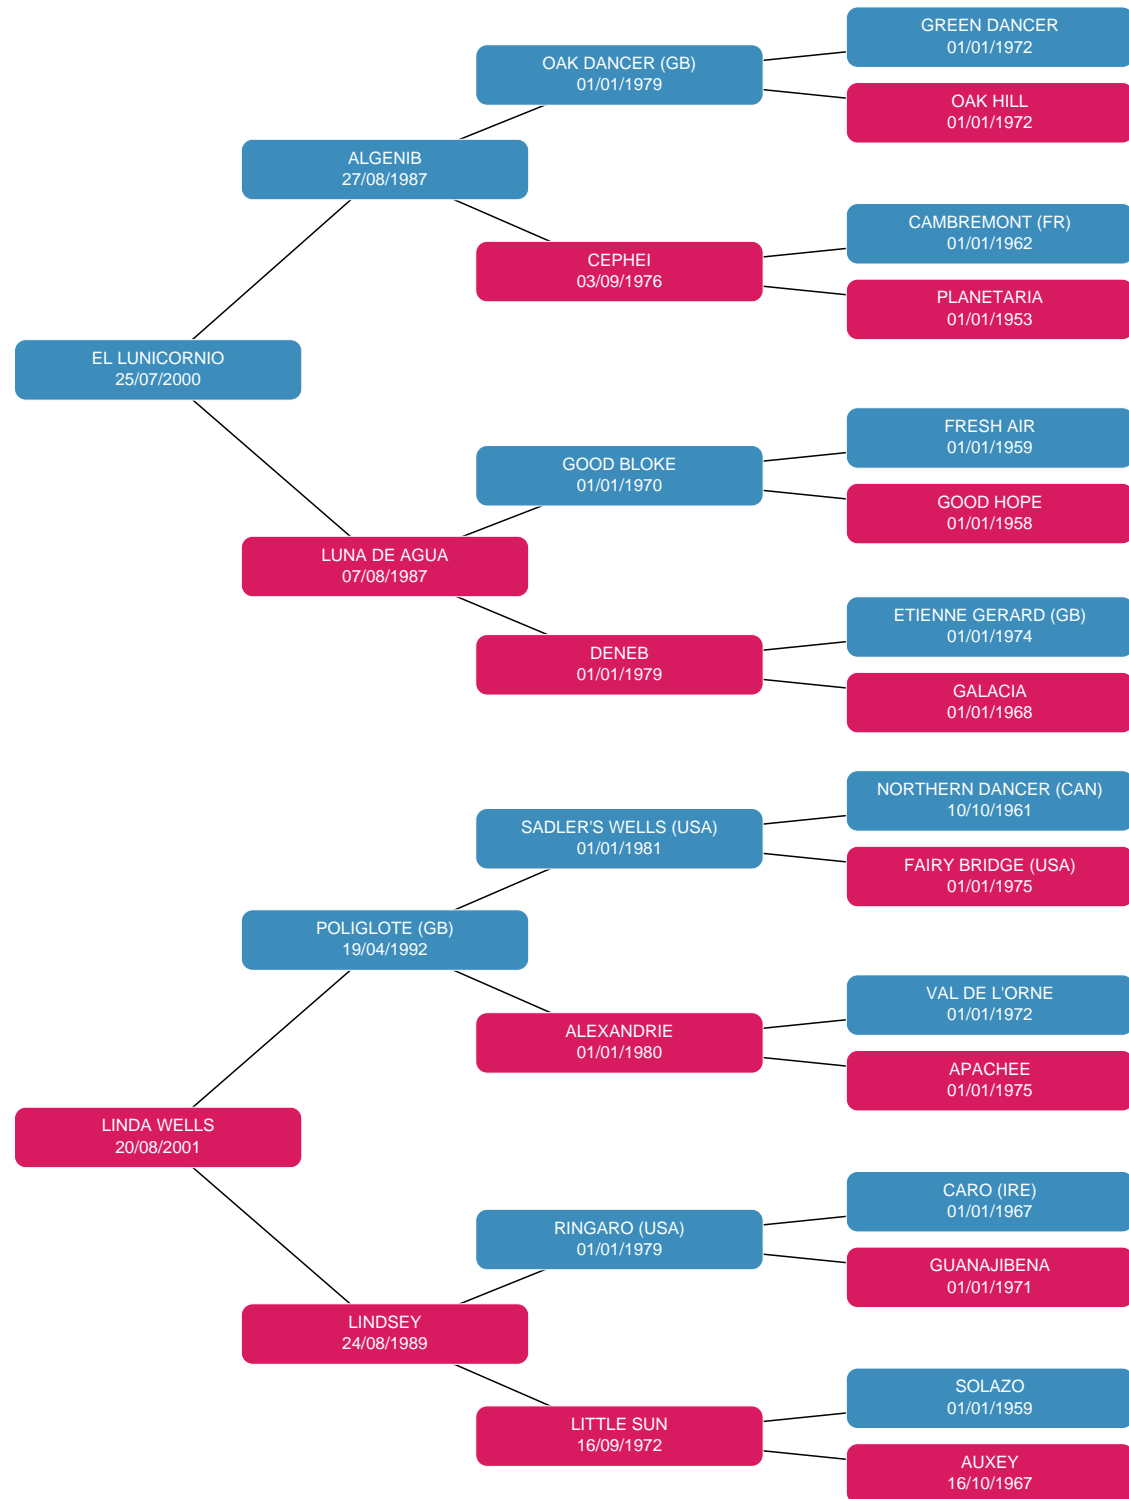 GREEN DANCER
01/01/1972
OAK DANCER (GB)
01/01/1979
OAK HILL
01/01/1972
ALGENIB
27/08/1987
CAMBREMONT (FR)
01/01/1962
CEPHEI
03/09/1976
PLANETARIA
01/01/1953
EL LUNICORNIO
25/07/2000
FRESH AIR
01/01/1959
GOOD BLOKE
01/01/1970
GOOD HOPE
01/01/1958
LUNA DE AGUA
07/08/1987
ETIENNE GERARD (GB)
01/01/1974
DENEB
01/01/1979
GALACIA
01/01/1968
NORTHERN DANCER (CAN)
10/10/1961
SADLER'S WELLS (USA)
01/01/1981
FAIRY BRIDGE (USA)
01/01/1975
POLIGLOTE (GB)
19/04/1992
VAL DE L'ORNE
01/01/1972
ALEXANDRIE
01/01/1980
APACHEE
01/01/1975
LINDA WELLS
20/08/2001
CARO (IRE)
01/01/1967
RINGARO (USA)
01/01/1979
GUANAJIBENA
01/01/1971
LINDSEY
24/08/1989
SOLAZO
01/01/1959
LITTLE SUN
16/09/1972
AUXEY
16/10/1967